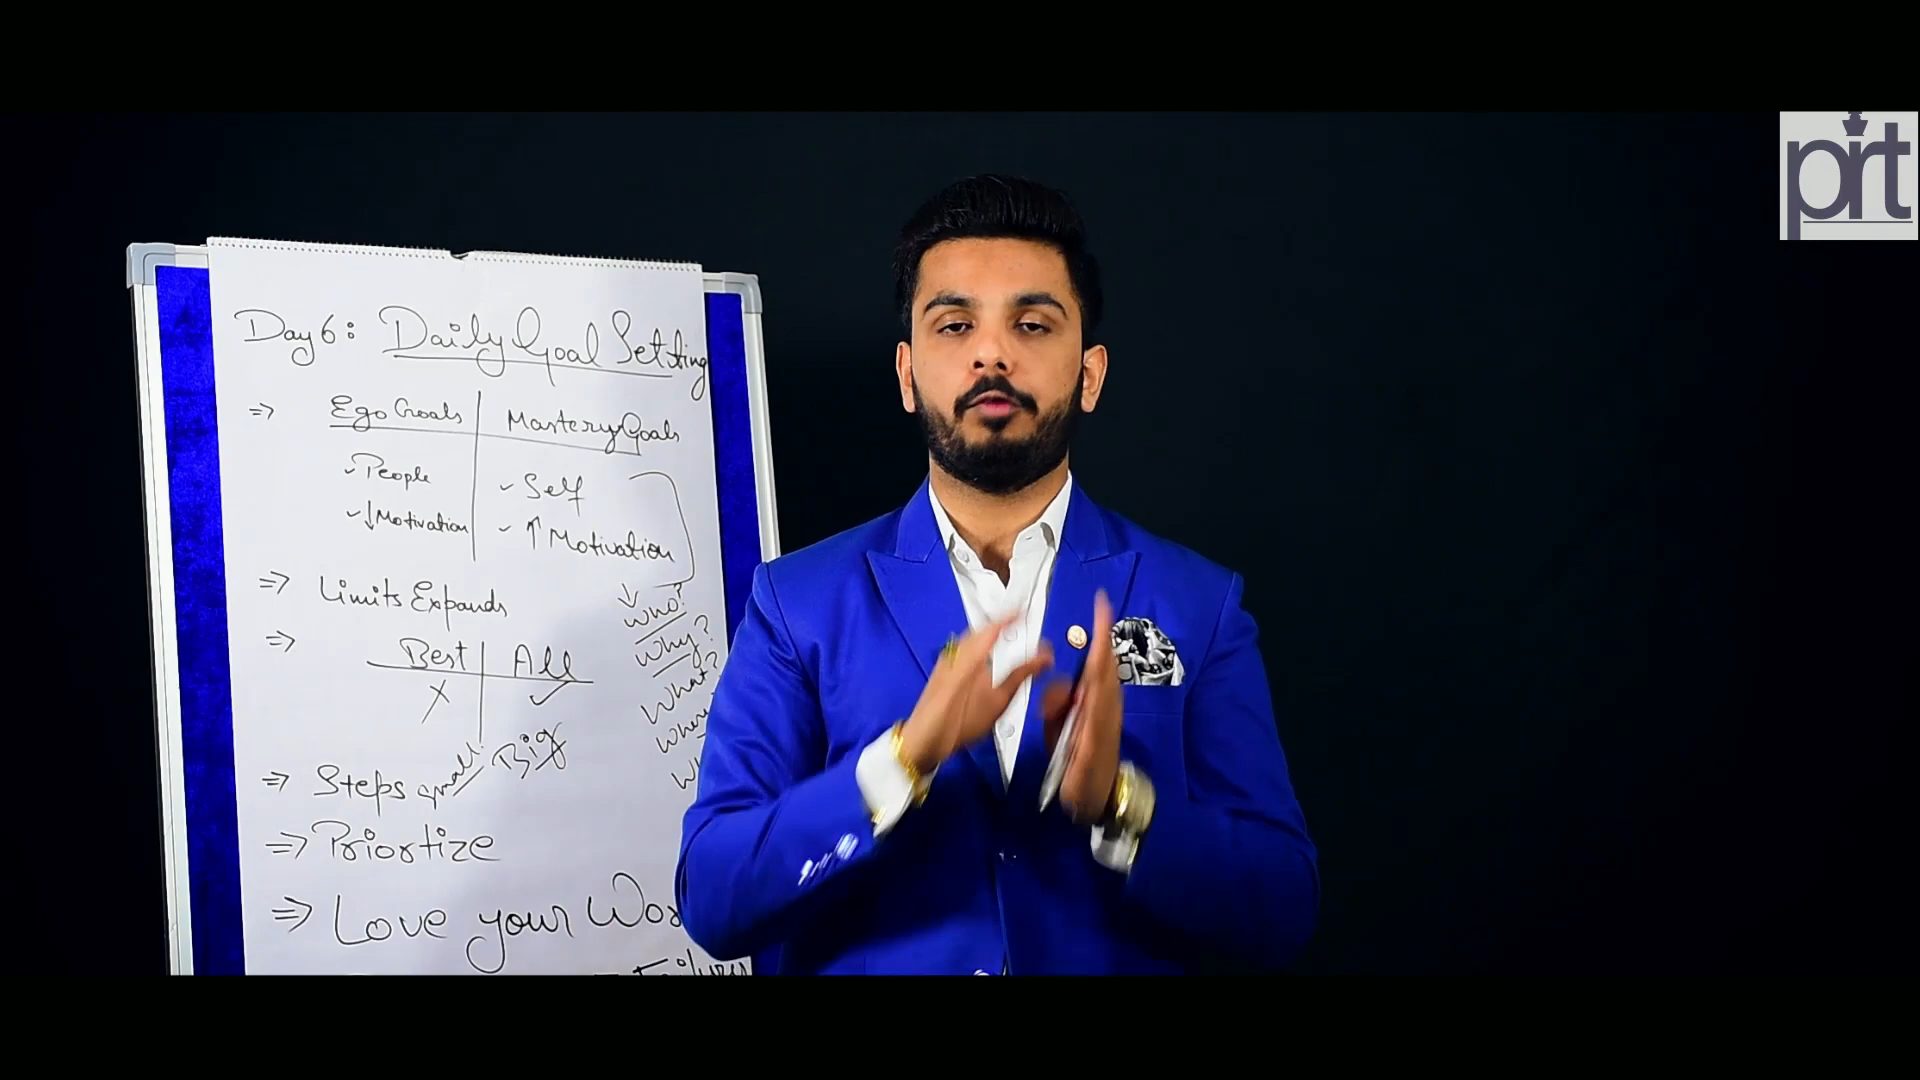 prt
Day 6: Daily Goal Setting
=> Ego Goals Mastery Goals
People Self
↓ Motivation ↑ Motivation
=> Limits Expands
who?
Why?
What?
=> Best All
X ✓
=> Steps small Big
=> Priortize
=> Love your